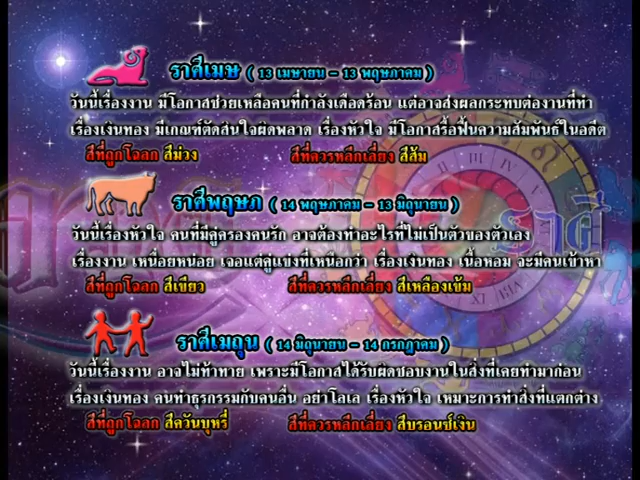 ราศีเมษ ( 13 เมษายน - 13 พฤษภาคม )
วันนี้เรื่องงาน มีโอกาสช่วยเหลือคนที่กำลังเดือดร้อน แต่อาจส่งผลกระทบต่องานที่ทำ
เรื่องเงินทอง มีเกณฑ์ตัดสินใจผิดพลาด เรื่องหัวใจ มีโอกาสรื้อฟื้นความสัมพันธ์ในอดีต
สีที่ถูกโฉลก สีม่วง สีที่ควรหลีกเลี่ยง สีส้ม
ราศีพฤษภ ( 14 พฤษภาคม - 13 มิถุนายน )
วันนี้เรื่องหัวใจ คนที่มีคู่ครองคนรัก อาจต้องทำอะไรที่ไม่เป็นตัวของตัวเอง
เรื่องงาน เหนื่อยหน่อย เจอแต่คู่แข่งที่เหนือกว่า เรื่องเงินทอง เนื้อหอม จะมีคนเข้าหา
สีที่ถูกโฉลก สีเขียว สีที่ควรหลีกเลี่ยง สีเหลืองเข้ม
ราศีเมถุน ( 14 มิถุนายน - 14 กรกฎาคม )
วันนี้เรื่องงาน อาจไม่ท้าทาย เพราะมีโอกาสได้รับผิดชอบงานในสิ่งที่เคยทำมาก่อน
เรื่องเงินทอง คนทำธุรกรรมกับคนอื่น อย่าโลเล เรื่องหัวใจ เหมาะการทำสิ่งที่แตกต่าง
สีที่ถูกโฉลก สีควันบุหรี่ สีที่ควรหลีกเลี่ยง สีบรอนซ์เงิน
ราศี